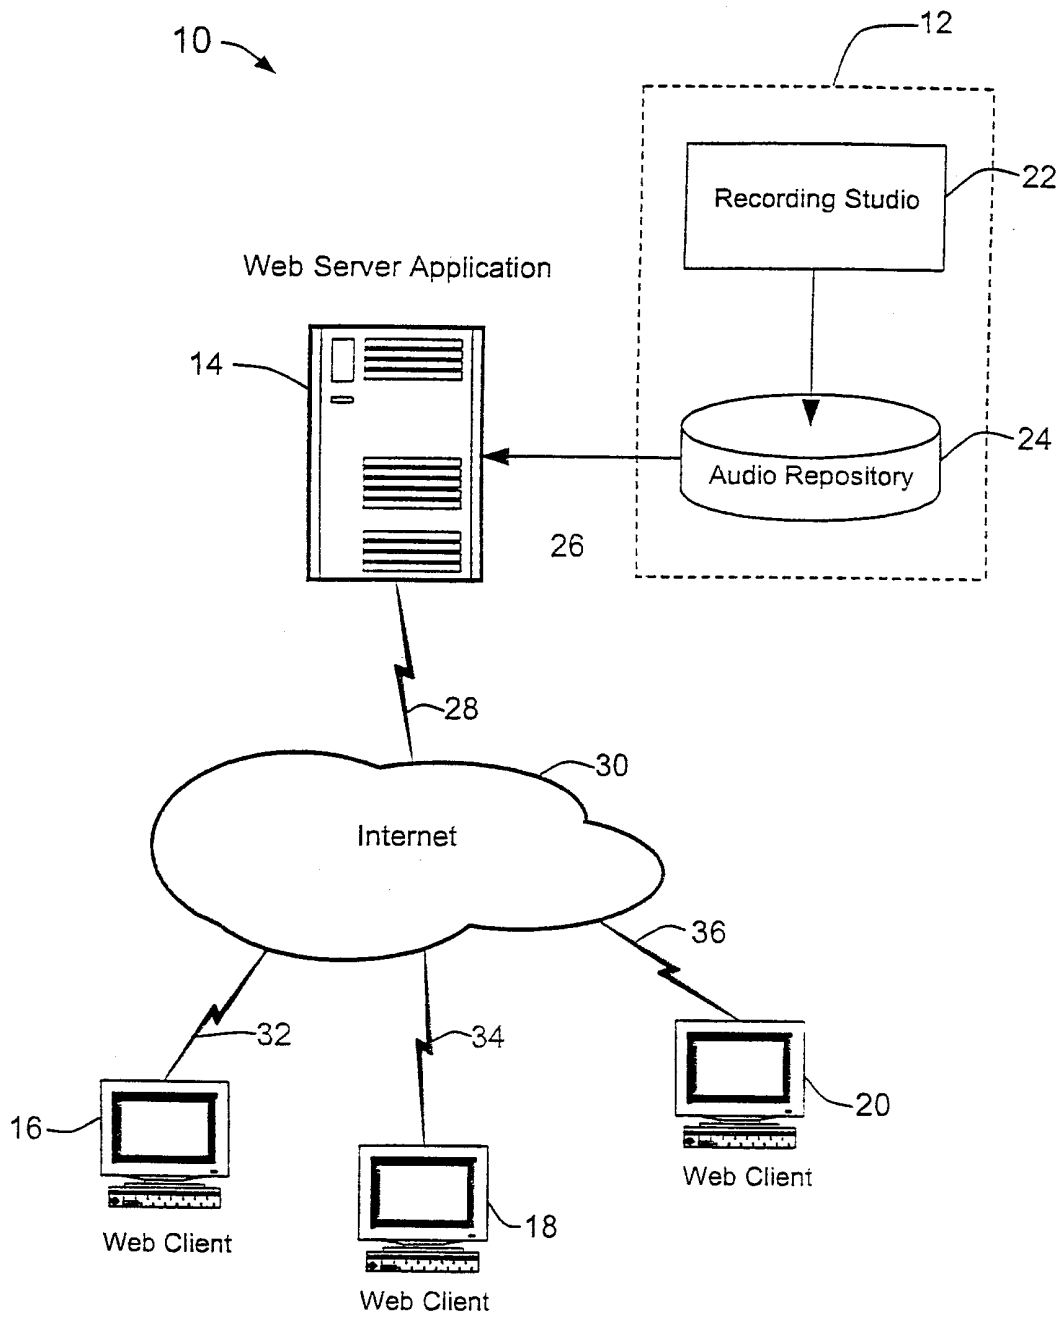 10
12
Recording Studio
22
Web Server Application
14
24
Audio Repository
26
28
30
Internet
36
32
34
16
20
Web Client
18
Web Client
Web Client